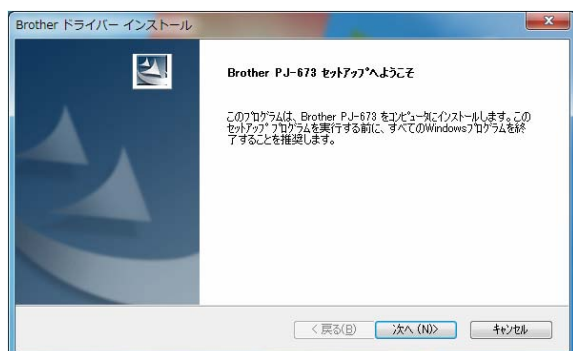 Brother ドライバー インストール
Brother PJ-673 セットアップへようこそ
このプログラムは、Brother PJ-673 をコンピュータにインストールします。この
セットアップ プログラムを実行する前に、すべてのWindowsプログラムを終
了することを推奨します。
< 戻る(B)
次へ (N)>
キャンセル